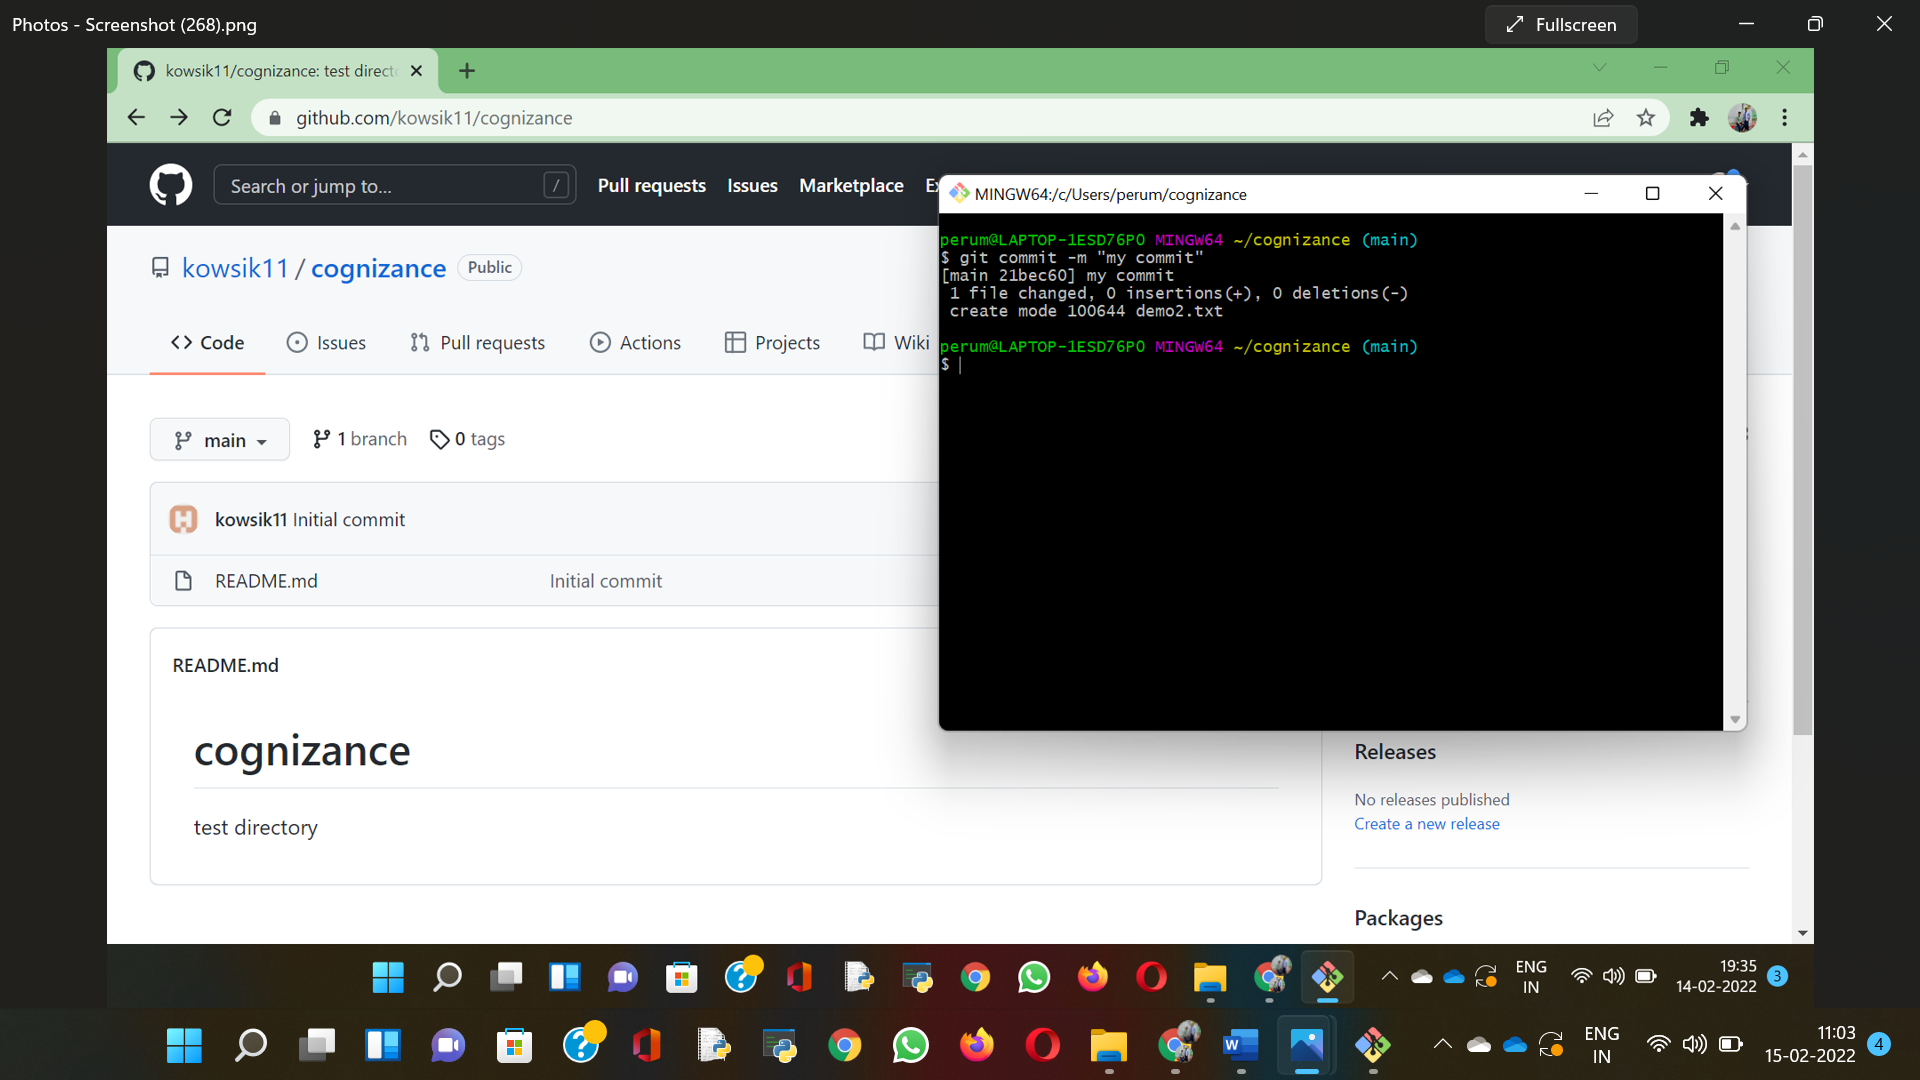 Photos - Screenshot (268).png
Fullscreen
kowsik11/cognizance: test direct
github.com/kowsik11/cognizance
Search or jump to...
/
Pull requests
Issues
Marketplace
MINGW64:/c/Users/perum/cognizance
perum@LAPTOP-1ESD76P0 MINGW64 ~/cognizance (main)
$ git commit -m "my commit"
[main 21bec60] my commit
1 file changed, 0 insertions(+), 0 deletions(-)
create mode 100644 demo2.txt
perum@LAPTOP-1ESD76P0 MINGW64 ~/cognizance (main)
$
kowsik11 / cognizance
Public
Code
Issues
Pull requests
Actions
Projects
Wiki
main
1 branch
0 tags
kowsik11 Initial commit
README.md
Initial commit
README.md
cognizance
test directory
Releases
No releases published
Create a new release
Packages
ENG
IN
19:35
14-02-2022
3
ENG
IN
11:03
15-02-2022
4